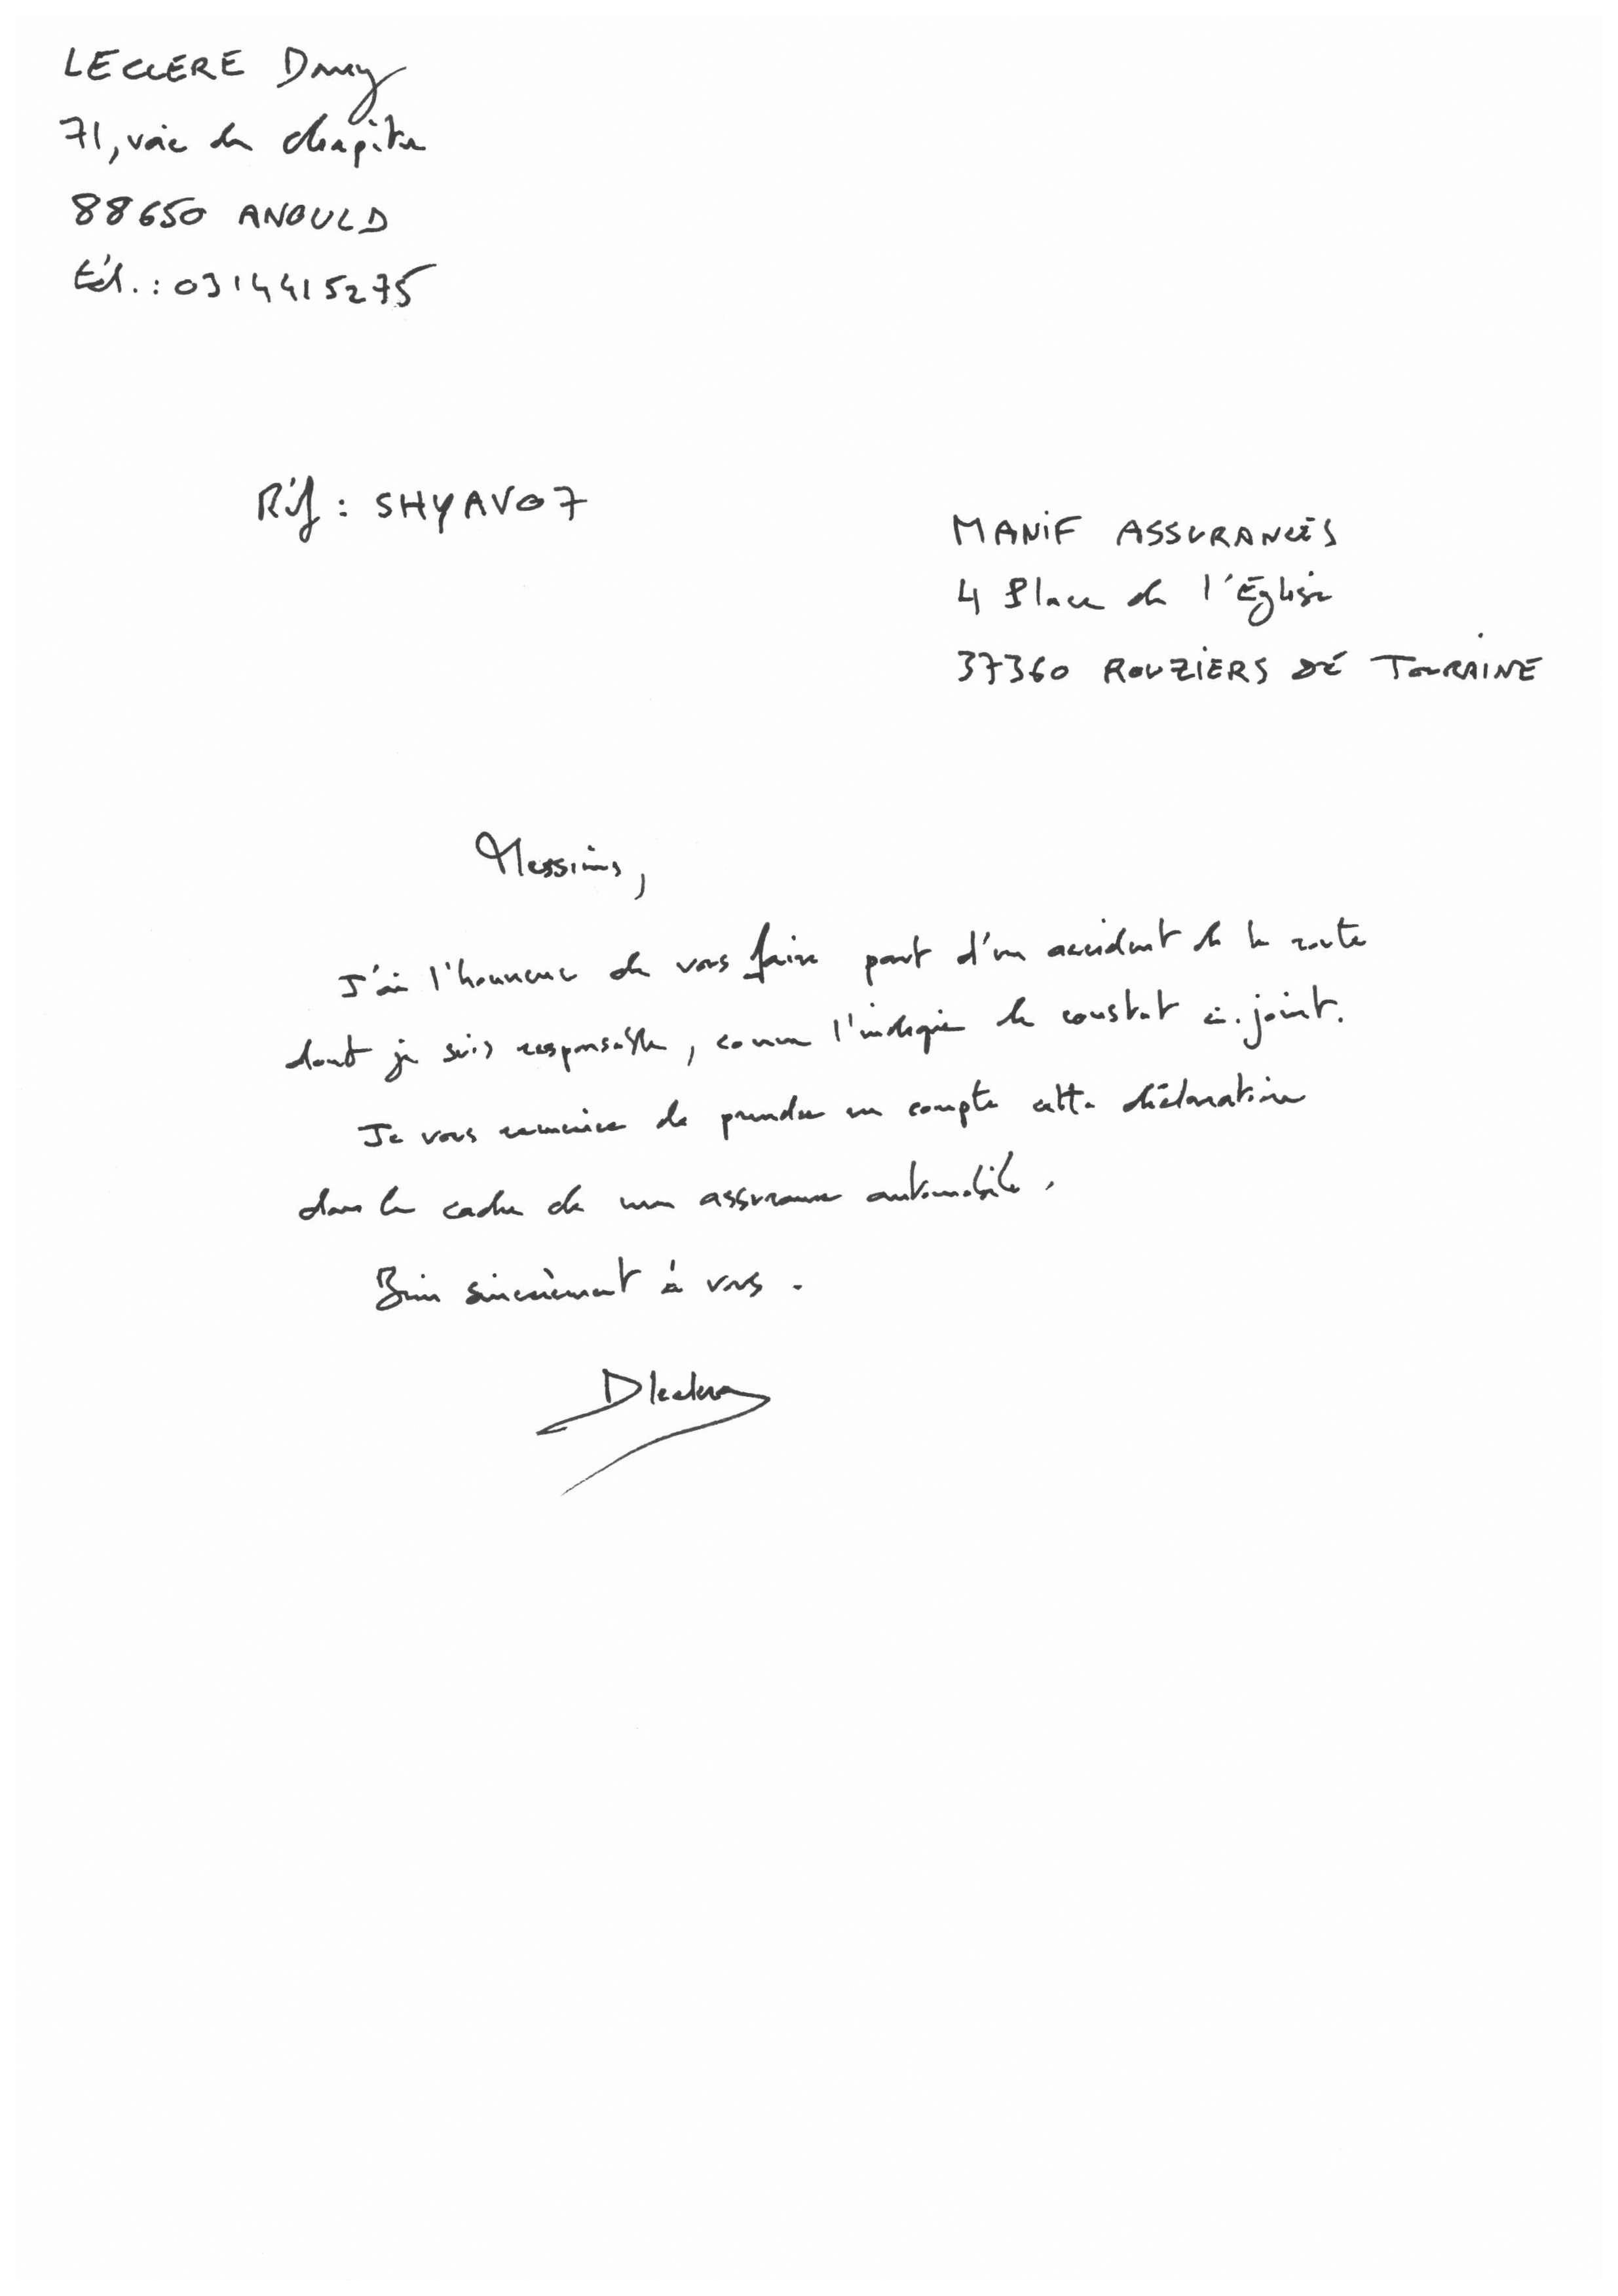 LECLERE Dany
71, voie du chapitre
88650 ANOULD
tél. : 0314415275
Réf : SHYAV07
MANIF ASSURANCES
4 Place de l'Eglise
37360 ROUZIERS DE TOURAINE
Messieurs,
J'ai l'honneur de vous faire part d'un accident de la route
dont je suis responsable, comme l'indique le constat ci-joint.
Je vous remercie de prendre en compte cette déclaration
dans le cadre de mon assurance automobile.
Bien sincèrement à vous.
DLeclere